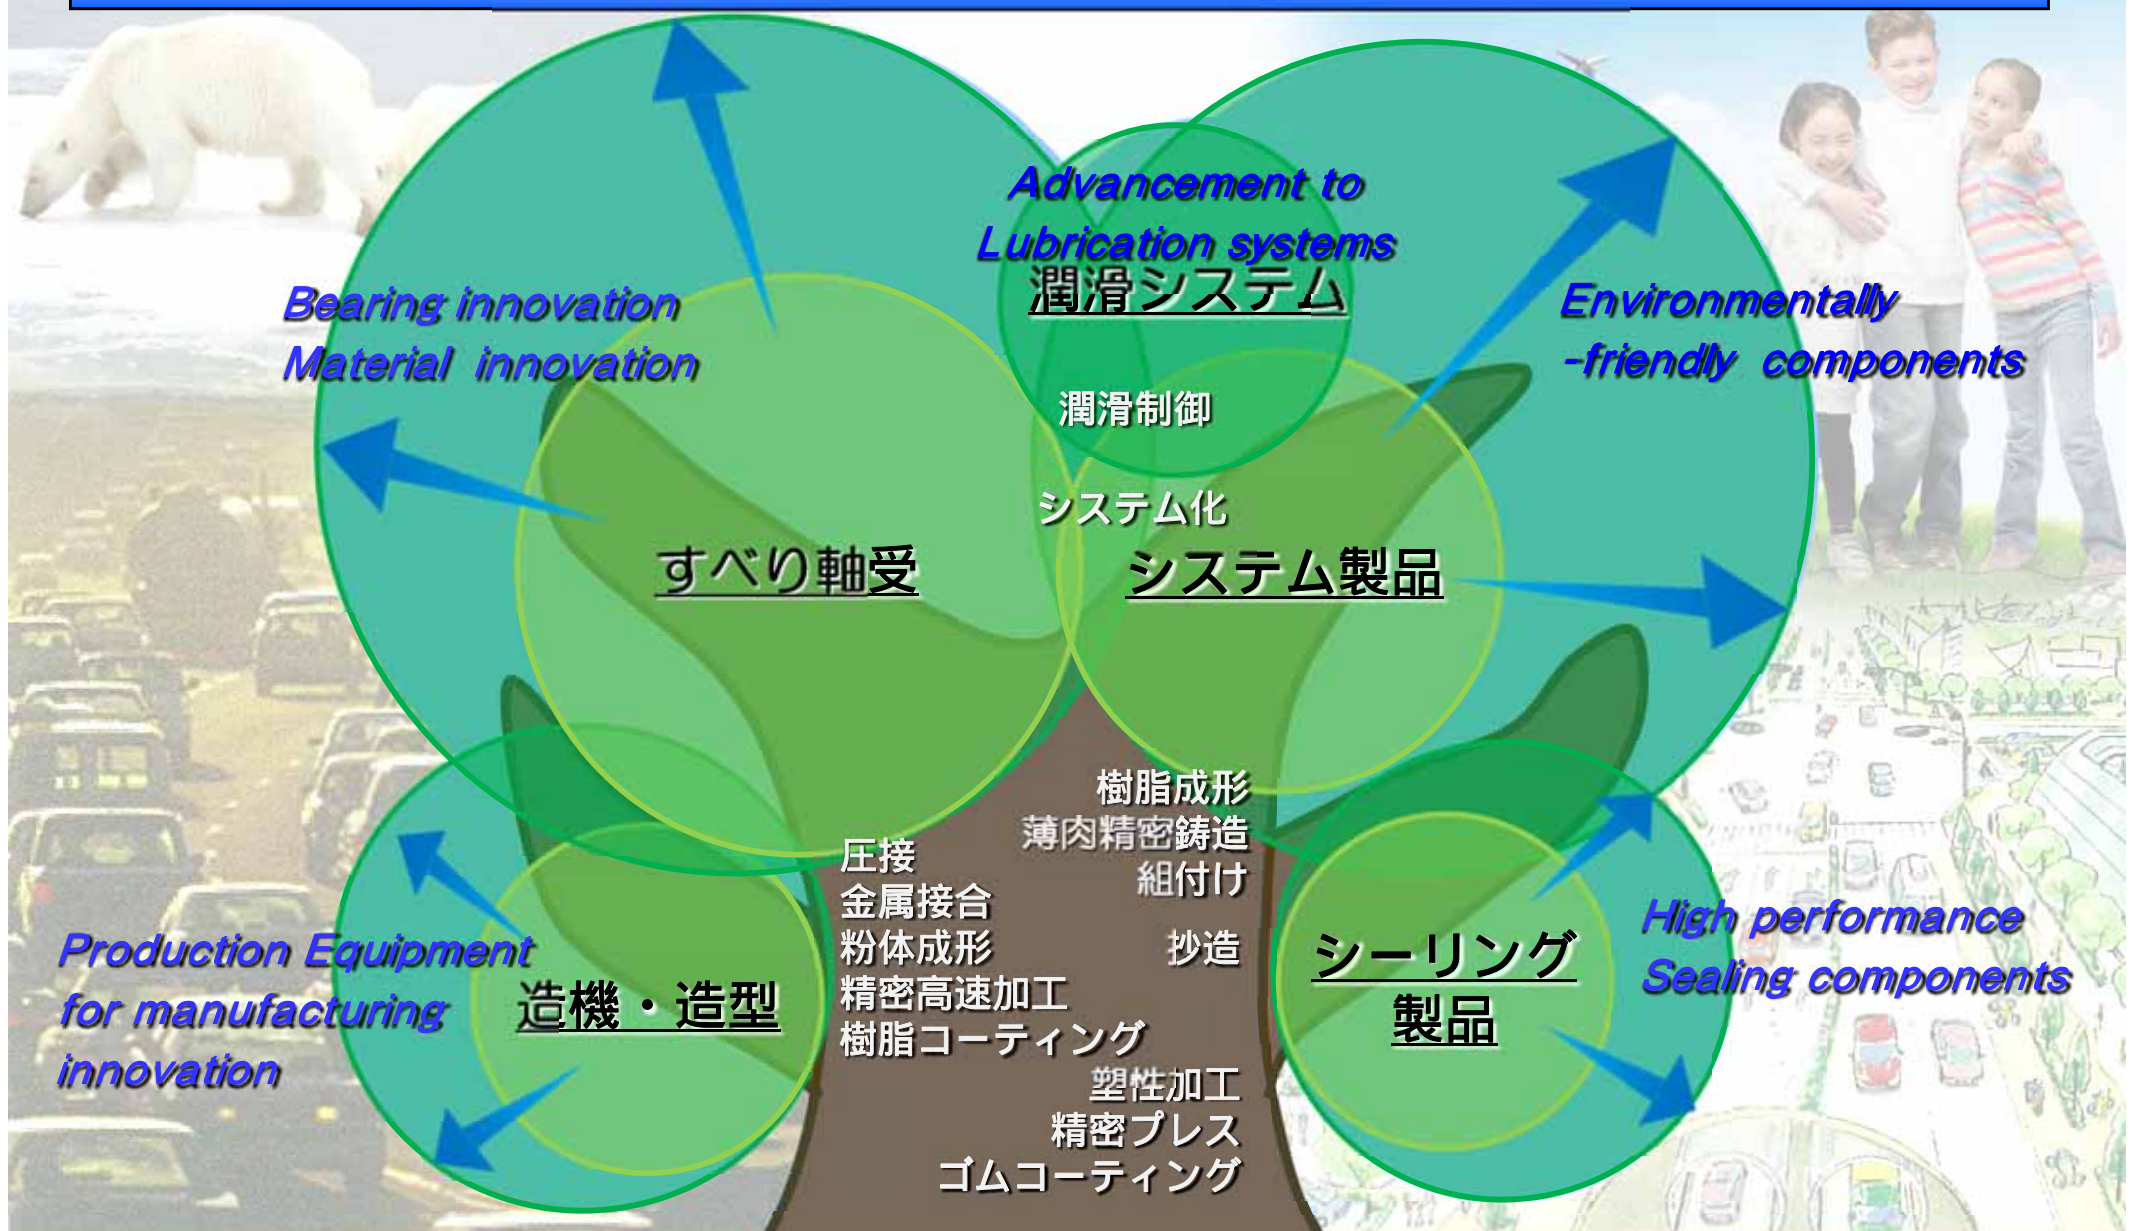 Advancement to
Lubrication systems
潤滑システム
Bearing innovation
Material innovation
Environmentally
-friendly components
潤滑制御
システム化
すべり軸受
システム製品
樹脂成形
薄肉精密鋳造
組付け
抄造
圧接
金属接合
粉体成形
精密高速加工
樹脂コーティング
塑性加工
精密プレス
ゴムコーティング
Production Equipment
for manufacturing
innovation
造機・造型
シーリング
製品
High performance
Sealing components